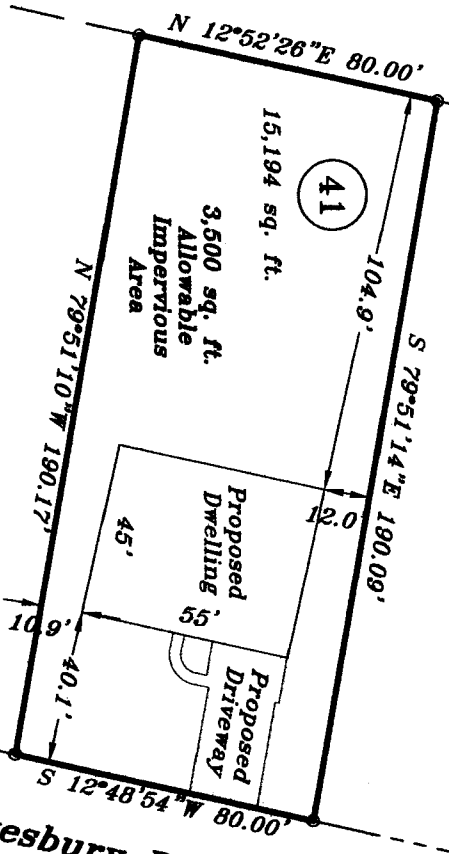 N 12°52'26"E 80.00'
41
15,194 sq. ft.
3,500 sq. ft.
Allowable
Impervious
Area
104.9'
S 79°51'14"E 190.09'
N 79°51'10"W 190.17'
12.0
Proposed
Dwelling
45'
55'
10.9'
40.1'
Proposed
Driveway
S 12°48'54"W 80.00'